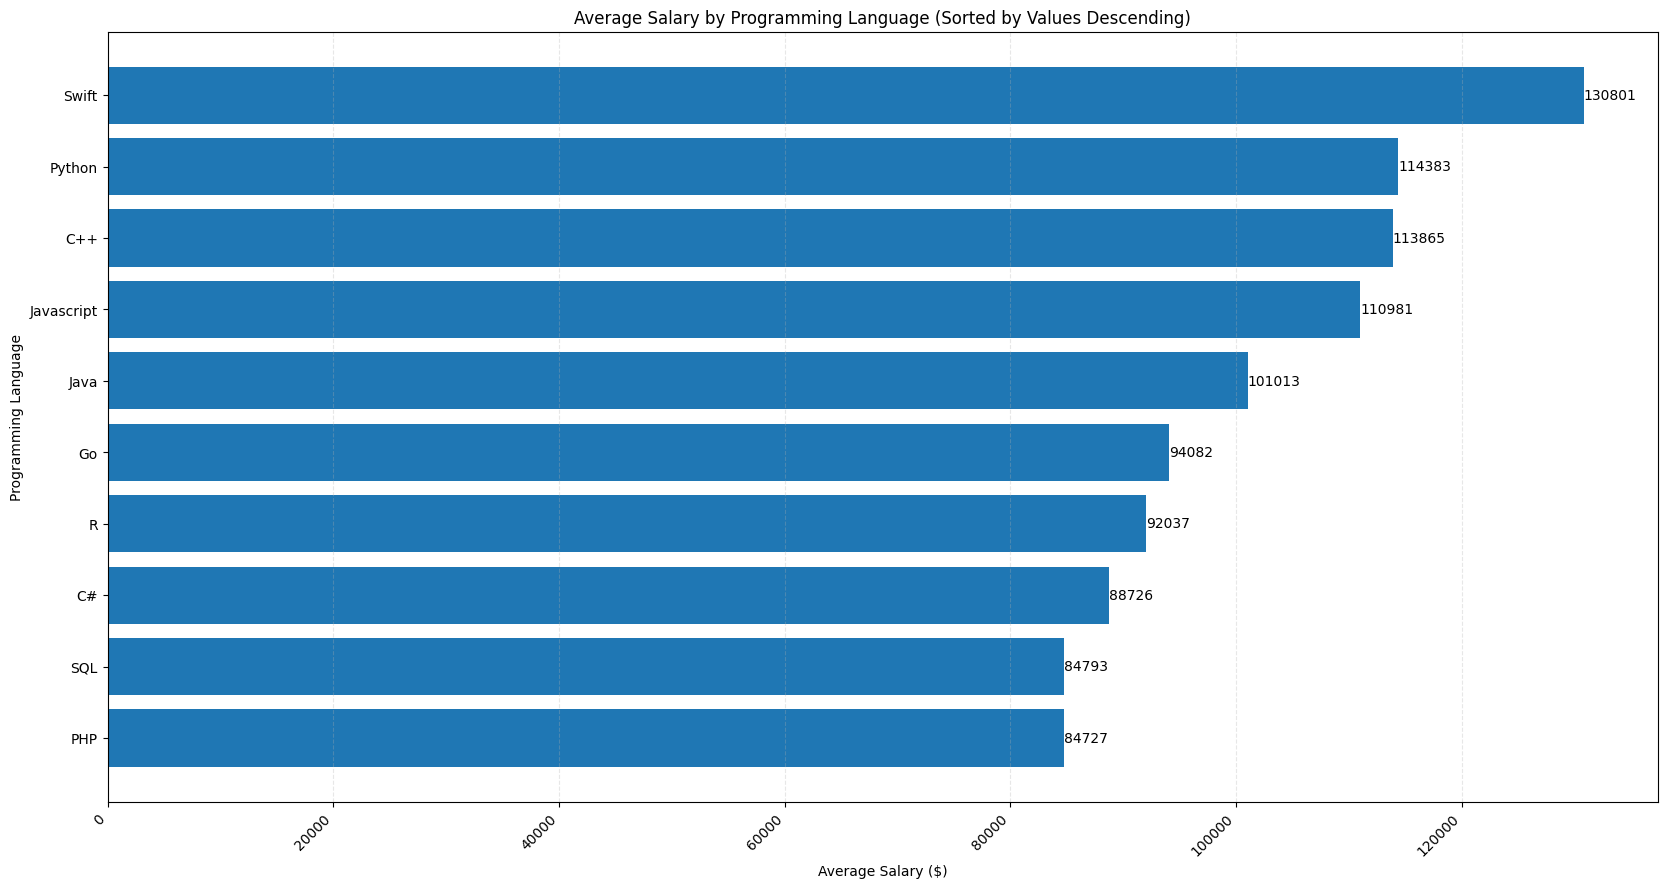 Average Salary by Programming Language (Sorted by Values Descending)
Programming Language
Swift 130801
Python 114383
C++ 113865
Javascript 110981
Java 101013
Go 94082
R 92037
C# 88726
SQL 84793
PHP 84727
0 20000 40000 60000 80000 100000 120000
Average Salary ($)